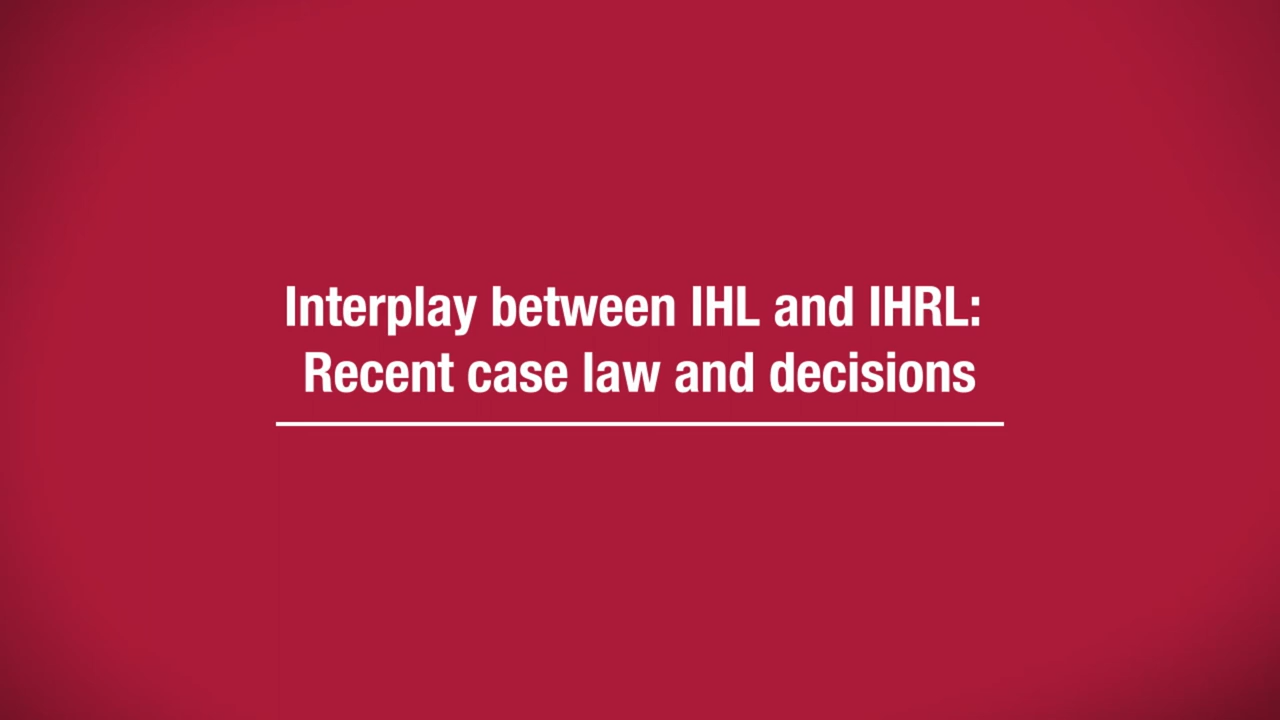 Interplay between IHL and IHRL:
Recent case law and decisions